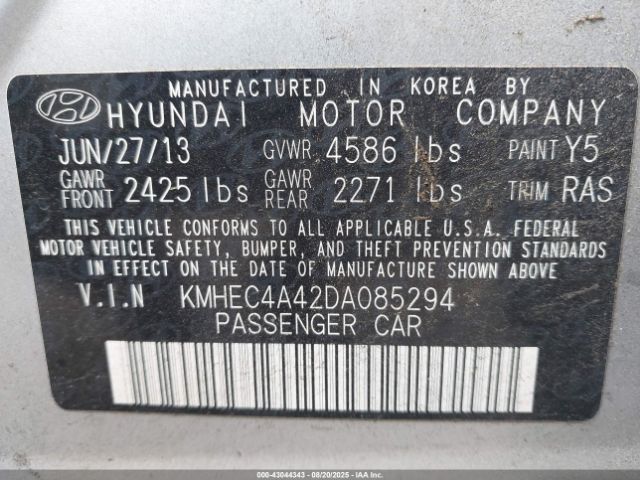 MANUFACTURED IN KOREA BY
HYUNDAI MOTOR COMPANY
JUN/27/13 GVWR 4586 lbs PAINT Y5
GAWR FRONT 2425 lbs GAWR REAR 2271 lbs TRIM RAS
THIS VEHICLE CONFORMS TO ALL APPLICABLE U.S.A. FEDERAL
MOTOR VEHICLE SAFETY, BUMPER, AND THEFT PREVENTION STANDARDS
IN EFFECT ON THE DATE OF MANUFACTURE SHOWN ABOVE.
V.I.N KMHEC4A42DA085294
PASSENGER CAR
000-43044343 - 08/20/2025 - IAAI.com